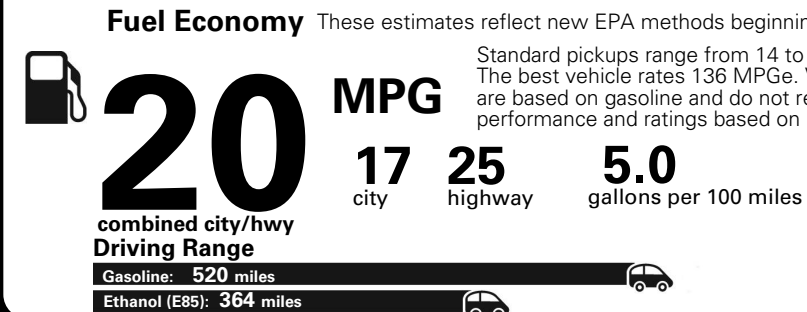 Fuel Economy These estimates reflect new EPA methods beginnin
Standard pickups range from 14 to
The best vehicle rates 136 MPGe. V
are based on gasoline and do not re
performance and ratings based on
20 MPG
17 city 25 highway 5.0 gallons per 100 miles
combined city/hwy
Driving Range
Gasoline: 520 miles
Ethanol (E85): 364 miles